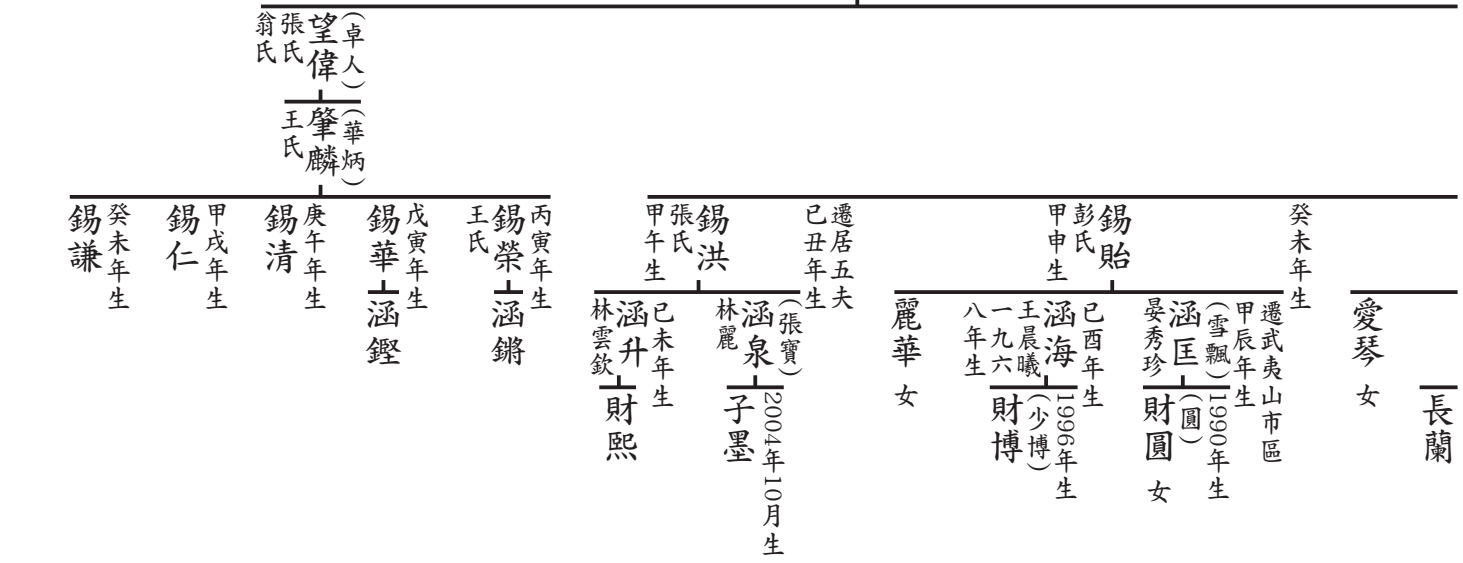 (卓人)
望偉
張氏
翁氏
(華炳)
肇麟
王氏
癸未年生
錫貽
彭氏
甲申生
遷居五夫
已丑年生
錫洪
張氏
甲午生
丙寅年生
錫榮
王氏
戊寅年生
錫華
庚午年生
錫清
甲戌年生
錫仁
癸未年生
錫謙
愛琴 女
遷武夷山市區
甲辰年生
(雪飄)
涵匡
晏秀珍
已酉年生
涵海
王晨曦
一九六
八年生
麗華 女
(張寶)
涵泉
林麗
已未年生
涵升
林雲欽
涵鏘
涵鏗
長蘭
1990年生
(圓)
財圓 女
1996年生
(少博)
財博
2004年10月生
子墨
財熙